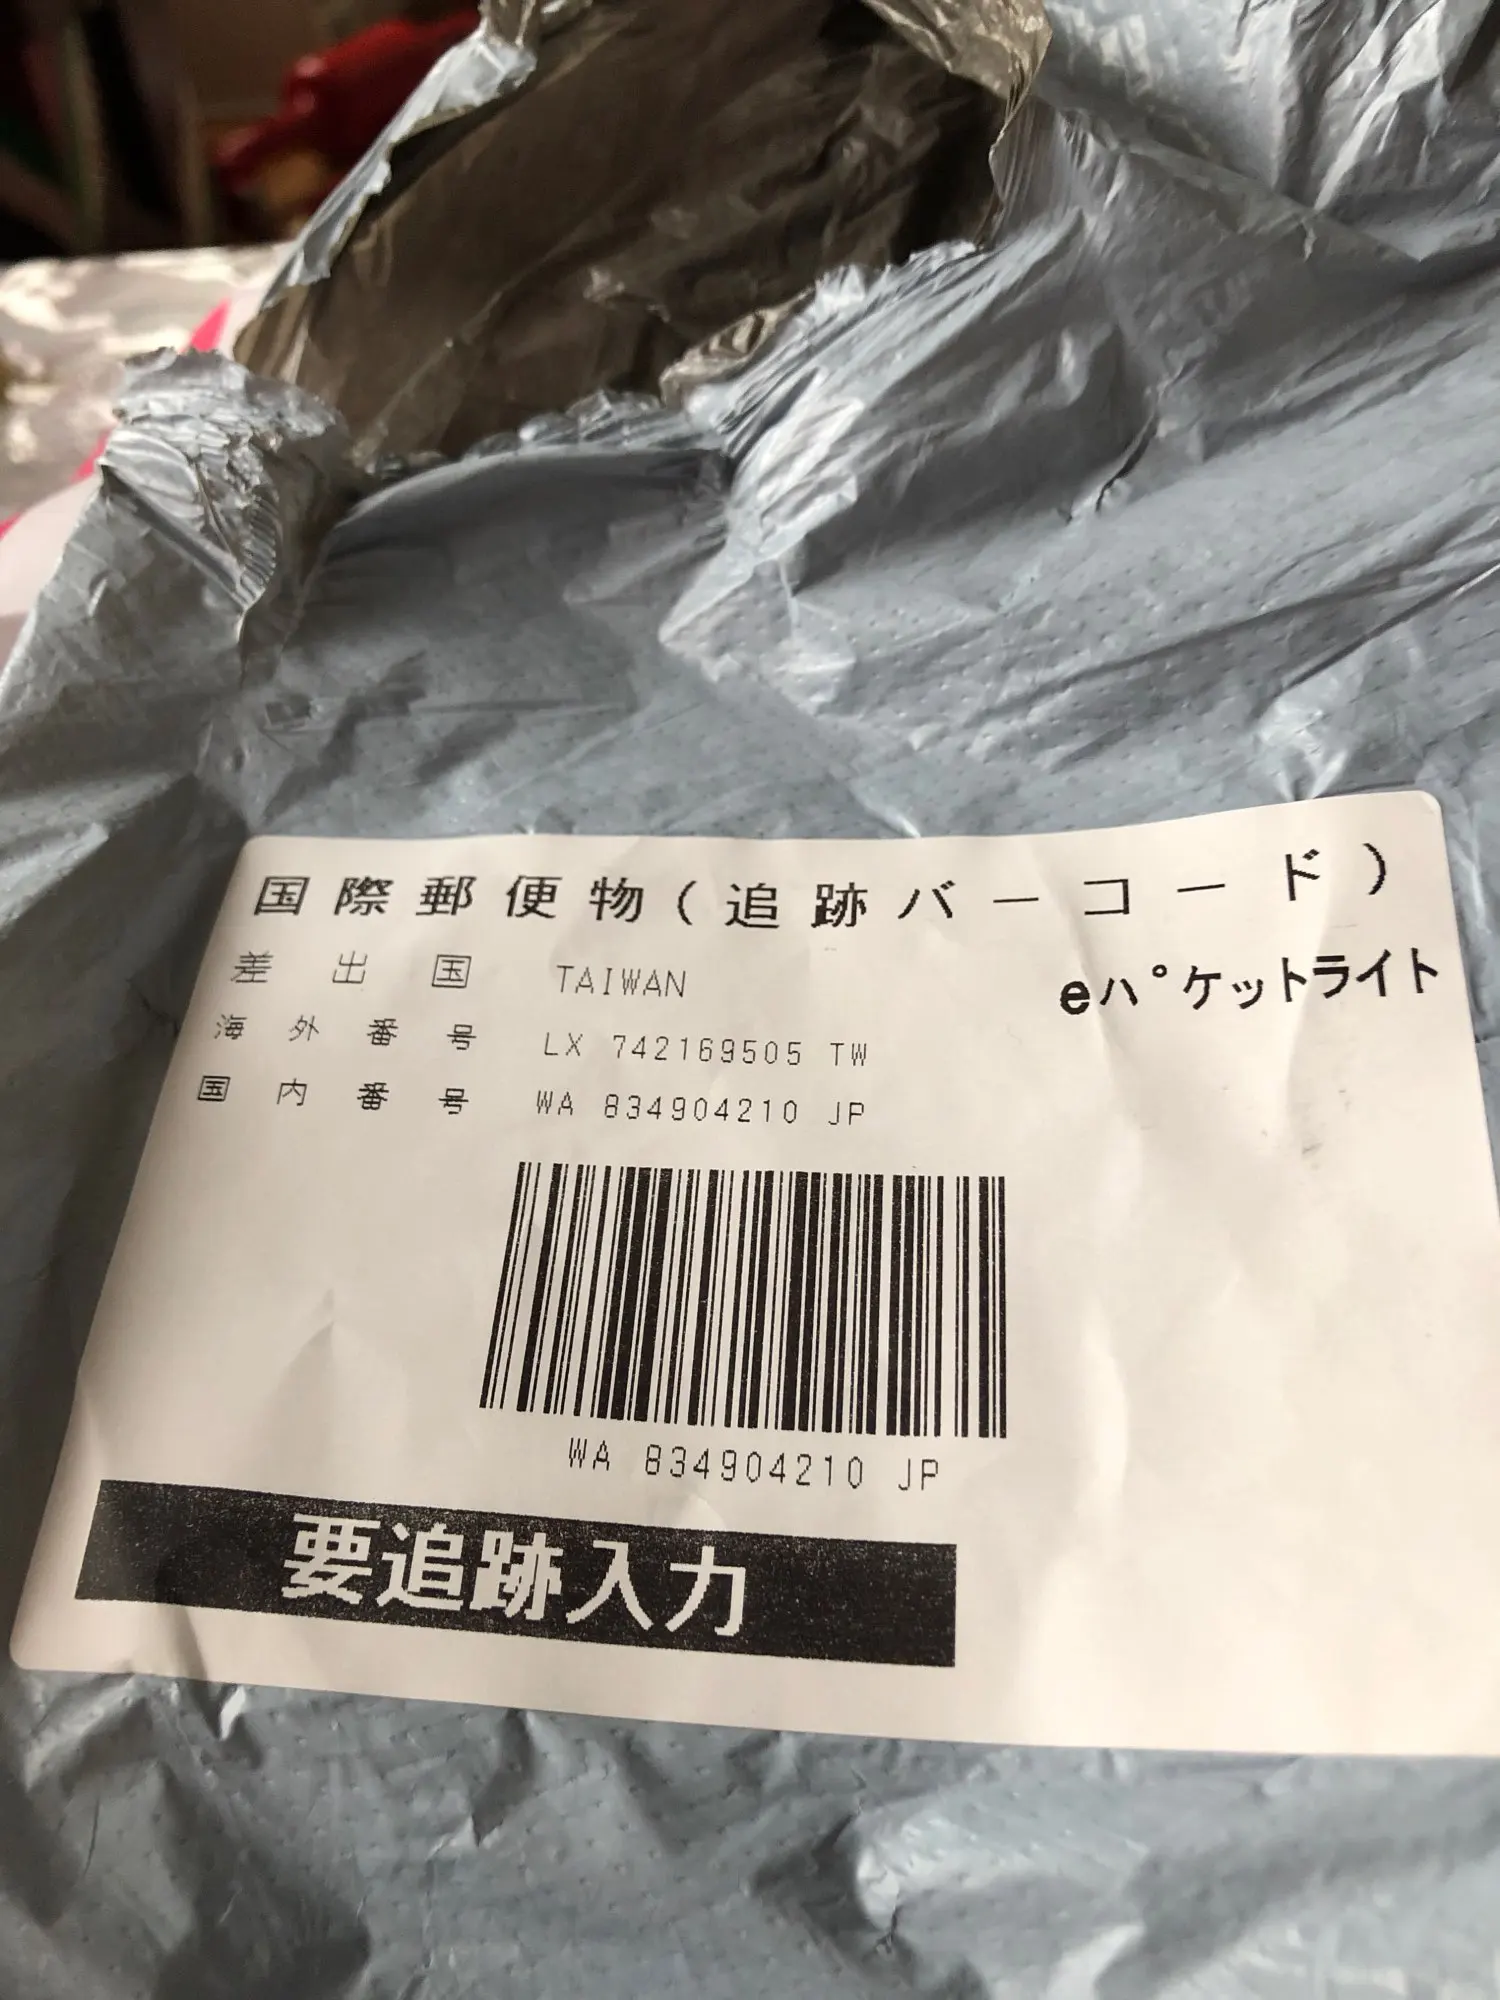 国際郵便物(追跡バーコード)
差出国 TAIWAN eパケットライト
海外番号 LX 742169505 TW
国内番号 WA 834904210 JP
WA 834904210 JP
要追跡入力